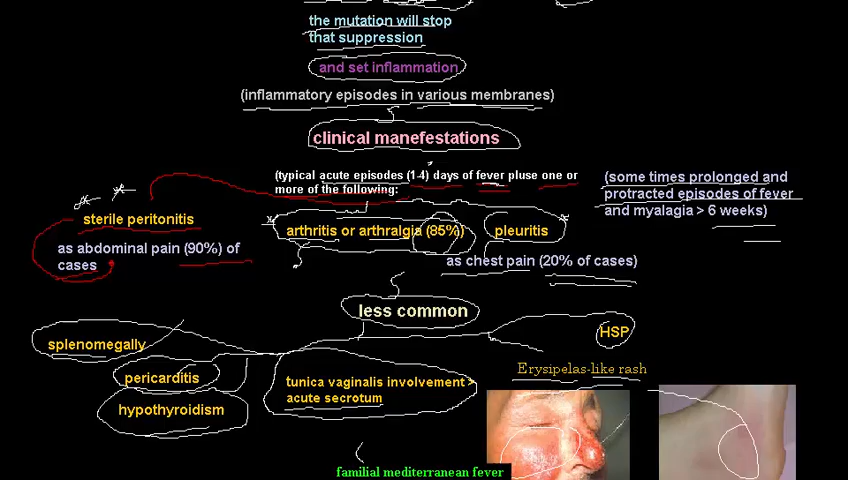 the mutation will stop
that suppression
and set inflammation
(inflammatory episodes in various membranes)
clinical manefestations
(typical acute episodes (1-4) days of fever pluse one or
more of the following:
(some times prolonged and
protracted episodes of fever
and myalagia > 6 weeks)
sterile peritonitis
arthritis or arthralgia (85%)
pleuritis
as abdominal pain (90%) of
cases
as chest pain (20% of cases)
less common
splenomegally
HSP
pericarditis
Erysipelas-like rash
hypothyroidism
tunica vaginalis involvement >
acute secrotum
familial mediterranean fever